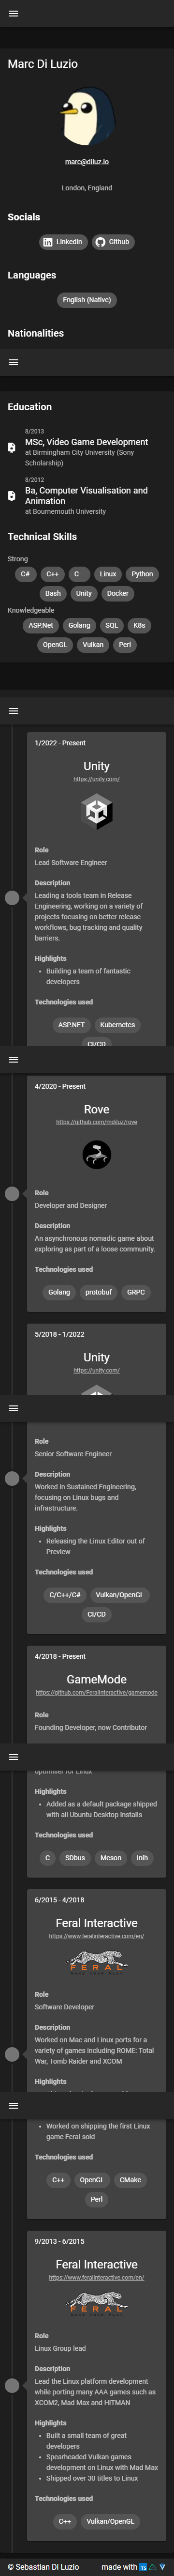 Marc Di Luzio
marc@diluz.io
London, England
Socials
Linkedin Github
Languages
English (Native)
Nationalities
Education
8/2013
MSc, Video Game Development
at Birmingham City University (Sony
Scholarship)
8/2012
Ba, Computer Visualisation and
Animation
at Bournemouth University
Technical Skills
Strong
C# C++ C Linux Python
Bash Unity Docker
Knowledgeable
ASP.Net Golang SQL K8s
OpenGL Vulkan Perl
1/2022 - Present
Unity
https://unity.com/
Role
Lead Software Engineer
Description
Leading a tools team in Release
Engineering, working on a variety of
projects focusing on better release
workflows, bug tracking and quality
barriers.
Highlights
Building a team of fantastic
developers
Technologies used
ASP.NET Kubernetes
CI/CD
4/2020 - Present
Rove
https://github.com/mdiluz/rove
Role
Developer and Designer
Description
An asynchronous nomadic game about
exploring as part of a loose community.
Technologies used
Golang protobuf GRPC
5/2018 - 1/2022
Unity
https://unity.com/
Role
Senior Software Engineer
Description
Worked in Sustained Engineering,
focusing on Linux bugs and
infrastructure.
Highlights
Releasing the Linux Editor out of
Preview
Technologies used
C/C++/C# Vulkan/OpenGL
CI/CD
4/2018 - Present
GameMode
https://github.com/FeralInteractive/gamemode
Role
Founding Developer, now Contributor
optimiser for Linux
Highlights
Added as a default package shipped
with all Ubuntu Desktop installs
Technologies used
C SDbus Meson Inih
6/2015 - 4/2018
Feral Interactive
https://www.feralinteractive.com/en/
FERAL
Role
Software Developer
Description
Worked on Mac and Linux ports for a
variety of games including ROME: Total
War, Tomb Raider and XCOM
Highlights
Worked on shipping the first Linux
game Feral sold
Technologies used
C++ OpenGL CMake
Perl
9/2013 - 6/2015
Feral Interactive
https://www.feralinteractive.com/en/
FERAL
Role
Linux Group lead
Description
Lead the Linux platform development
while porting many AAA games such as
XCOM2, Mad Max and HITMAN
Highlights
Built a small team of great
developers
Spearheaded Vulkan games
development on Linux with Mad Max
Shipped over 30 titles to Linux
Technologies used
C++ Vulkan/OpenGL
© Sebastian Di Luzio made with TS